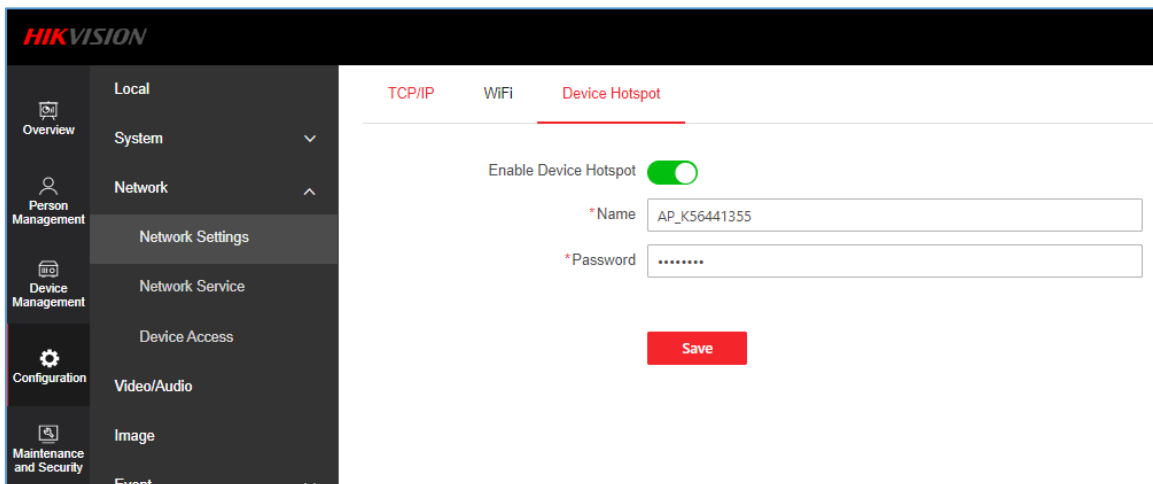 HIKVISION
Overview
Person
Management
Device
Management
Configuration
Maintenance
and Security
Local
System
Network
Network Settings
Network Service
Device Access
Video/Audio
Image
Event
TCP/IP WiFi Device Hotspot
Enable Device Hotspot
*Name AP_K56441355
*Password ••••••••
Save